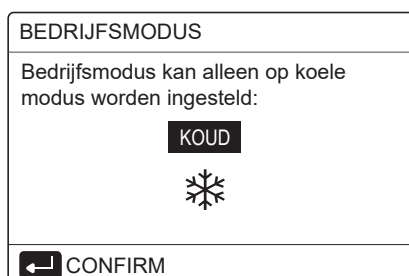 BEDRIJFSMODUS
Bedrijfsmodus kan alleen op koele
modus worden ingesteld:
KOUD
CONFIRM